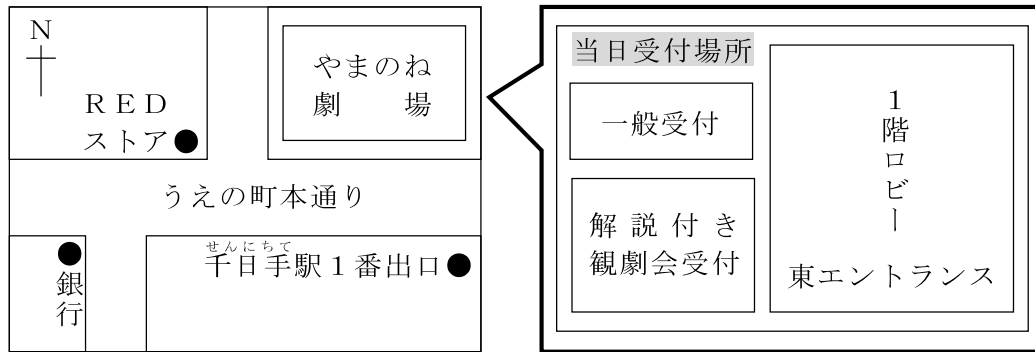 N
RED
ストア
やまのね
劇場
うえの町本通り
せんにちて
千日手駅1番出口
銀行
当日受付場所
一般受付
解説付き
観劇会受付
1階ロビー
東エントランス